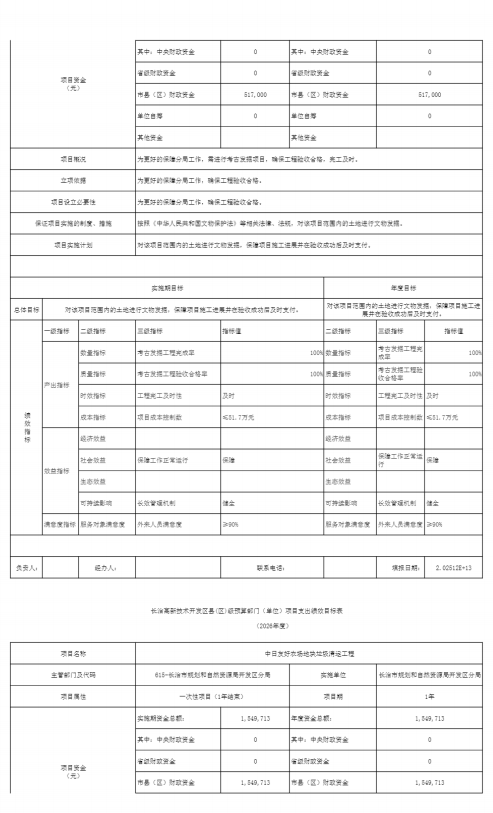 其中：中央财政资金 0 其中：中央财政资金 0
省级财政资金 0 省级财政资金 0
项目资金
（元）
市县（区）财政资金 517,000 市县（区）财政资金 517,000
单位自筹 0 单位自筹 0
其他资金 其他资金
项目概况 为更好的保障分局工作，需进行考古发掘项目，确保工程验收合格，完工及时。
立项依据 为更好的保障分局工作，确保工程验收合格。
项目设立必要性 为更好的保障分局工作，确保工程验收合格。
保证项目实施的制度、措施 按照《中华人民共和国文物保护法》等相关法律、法规，对该项目范围内的土地进行文物发掘。
项目实施计划 对该项目范围内的土地进行文物发掘，保障项目施工进展并在验收成功后及时支付。
实施期目标 年度目标
总体目标 对该项目范围内的土地进行文物发掘，保障项目施工进展并在验收成功后及时支付。 对该项目范围内的土地进行文物发掘，保障项目施工进
展并在验收成功后及时支付。
绩效指标
一级指标 二级指标 三级指标 指标值 二级指标 三级指标 指标值
产出指标
数量指标 考古发掘工程完成率 100% 数量指标 考古发掘工程完
成率 100%
质量指标 考古发掘工程验收合格率 100% 质量指标 考古发掘工程验
收合格率 100%
时效指标 工程完工及时性 及时 时效指标 工程完工及时性 及时
成本指标 项目成本控制数 ≤51.7万元 成本指标 项目成本控制数 ≤51.7万元
效益指标
经济效益 经济效益
社会效益 保障工作正常运行 保障 社会效益 保障工作正常运
行 保障
生态效益 生态效益
可持续影响 长效管理机制 健全 可持续影响 长效管理机制 健全
满意度指标 服务对象满意度 外来人员满意度 ≥90% 服务对象满意度 外来人员满意度 ≥90%
负责人： 经办人： 联系电话： 填报日期： 2.02512E+13
长治高新技术开发区县(区)级预算部门（单位）项目支出绩效目标表
（2026年度）
项目名称 中日友好农场地块垃圾清运工程
主管部门及代码 615-长治市规划和自然资源局开发区分局 实施单位 长治市规划和自然资源局开发区分局
项目属性 一次性项目（1年结束） 项目期 1年
项目资金
（元）
实施期资金总额： 1,849,713 年度资金总额： 1,849,713
其中：中央财政资金 0 其中：中央财政资金 0
省级财政资金 0 省级财政资金 0
市县（区）财政资金 1,849,713 市县（区）财政资金 1,849,713